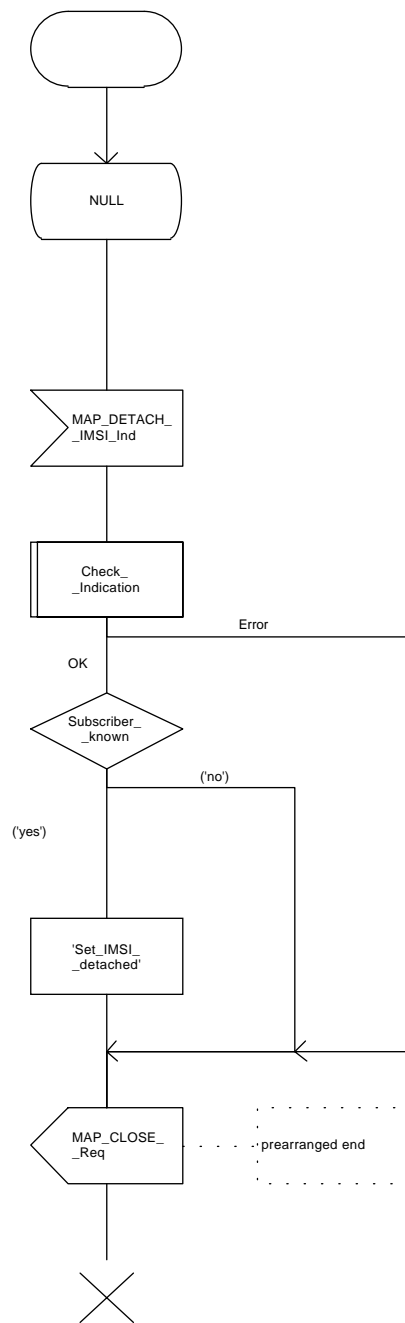 NULL
MAP_DETACH_
_IMSI_Ind
Check_
_Indication
Error
OK
Subscriber_
_known
('no')
('yes')
'Set_IMSI_
_detached'
MAP_CLOSE_
_Req
prearranged end